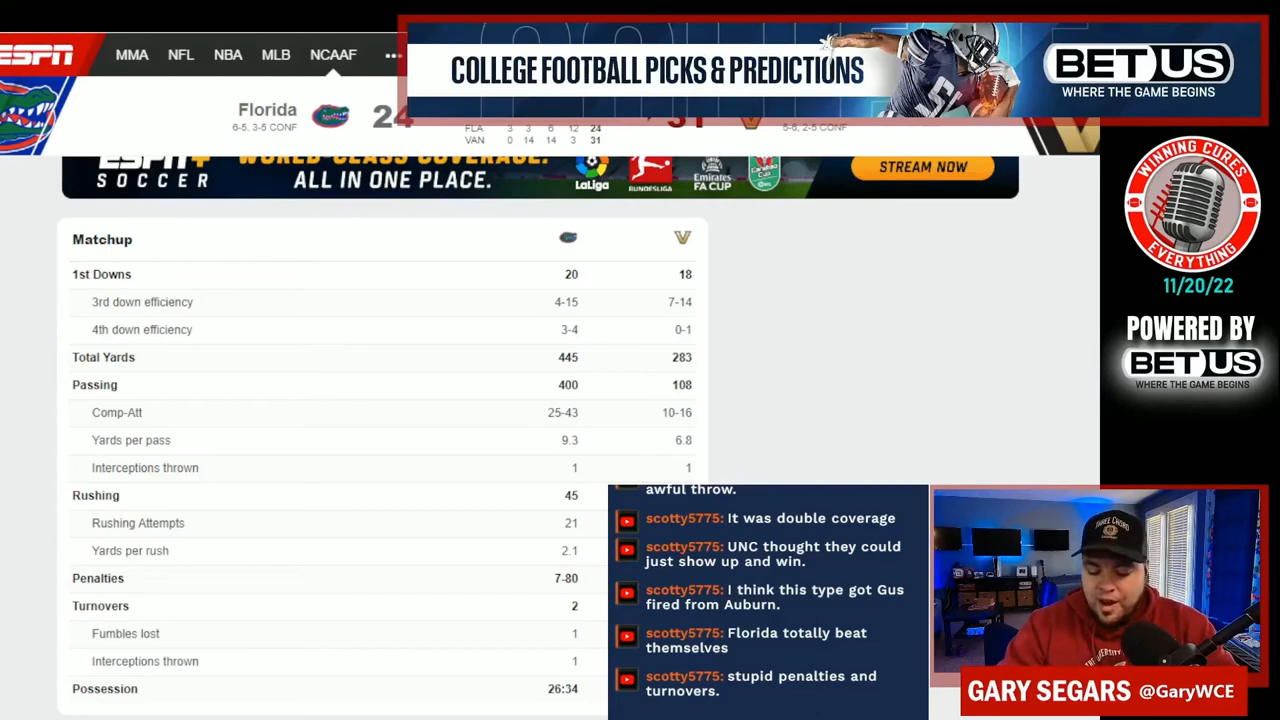 ESPN
MMA NFL NBA MLB NCAAF
COLLEGE FOOTBALL PICKS & PREDICTIONS
BETUS
WHERE THE GAME BEGINS
Florida
6-5, 3-5 CONF
24
31
5-6, 2-5 CONF
FLA 3 3 6 12 24
VAN 0 14 14 3 31
ESPN+
SOCCER
WORLD-CLASS COVERAGE.
ALL IN ONE PLACE.
LaLiga
BUNDESLIGA
Emirates
FA CUP
STREAM NOW
WINNING CURES
EVERYTHING
11/20/22
POWERED BY
BETUS
WHERE THE GAME BEGINS
Matchup
1st Downs 20 18
3rd down efficiency 4-15 7-14
4th down efficiency 3-4 0-1
Total Yards 445 283
Passing 400 108
Comp-Att 25-43 10-16
Yards per pass 9.3 6.8
Interceptions thrown 1 1
Rushing 45
Rushing Attempts 21
Yards per rush 2.1
Penalties 7-80
Turnovers 2
Fumbles lost 1
Interceptions thrown 1
Possession 26:34
awful throw.
scotty5775: It was double coverage
scotty5775: UNC thought they could
just show up and win.
scotty5775: I think this type got Gus
fired from Auburn.
scotty5775: Florida totally beat
themselves
scotty5775: stupid penalties and
turnovers.
THREE CHORD
GARY SEGARS @GaryWCE